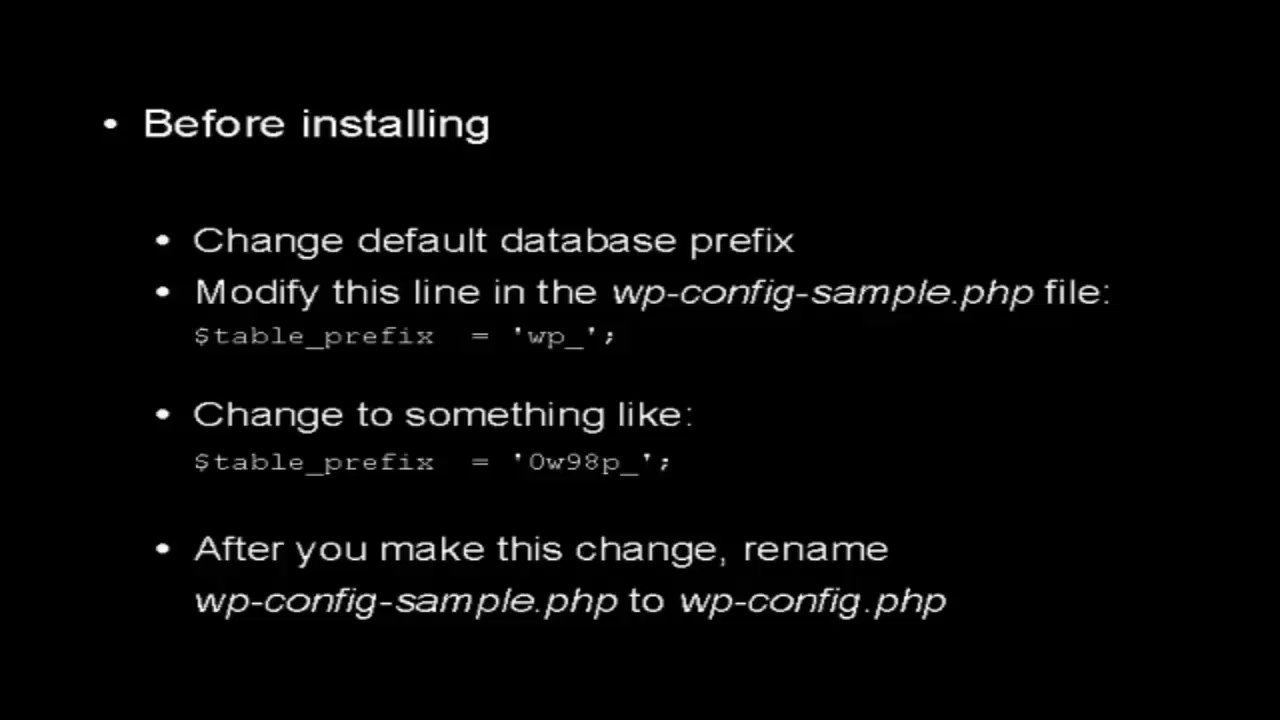 • Before installing
• Change default database prefix
• Modify this line in the wp-config-sample.php file:
$table_prefix  = 'wp_';
• Change to something like:
$table_prefix  = '0w98p_';
• After you make this change, rename
wp-config-sample.php to wp-config.php